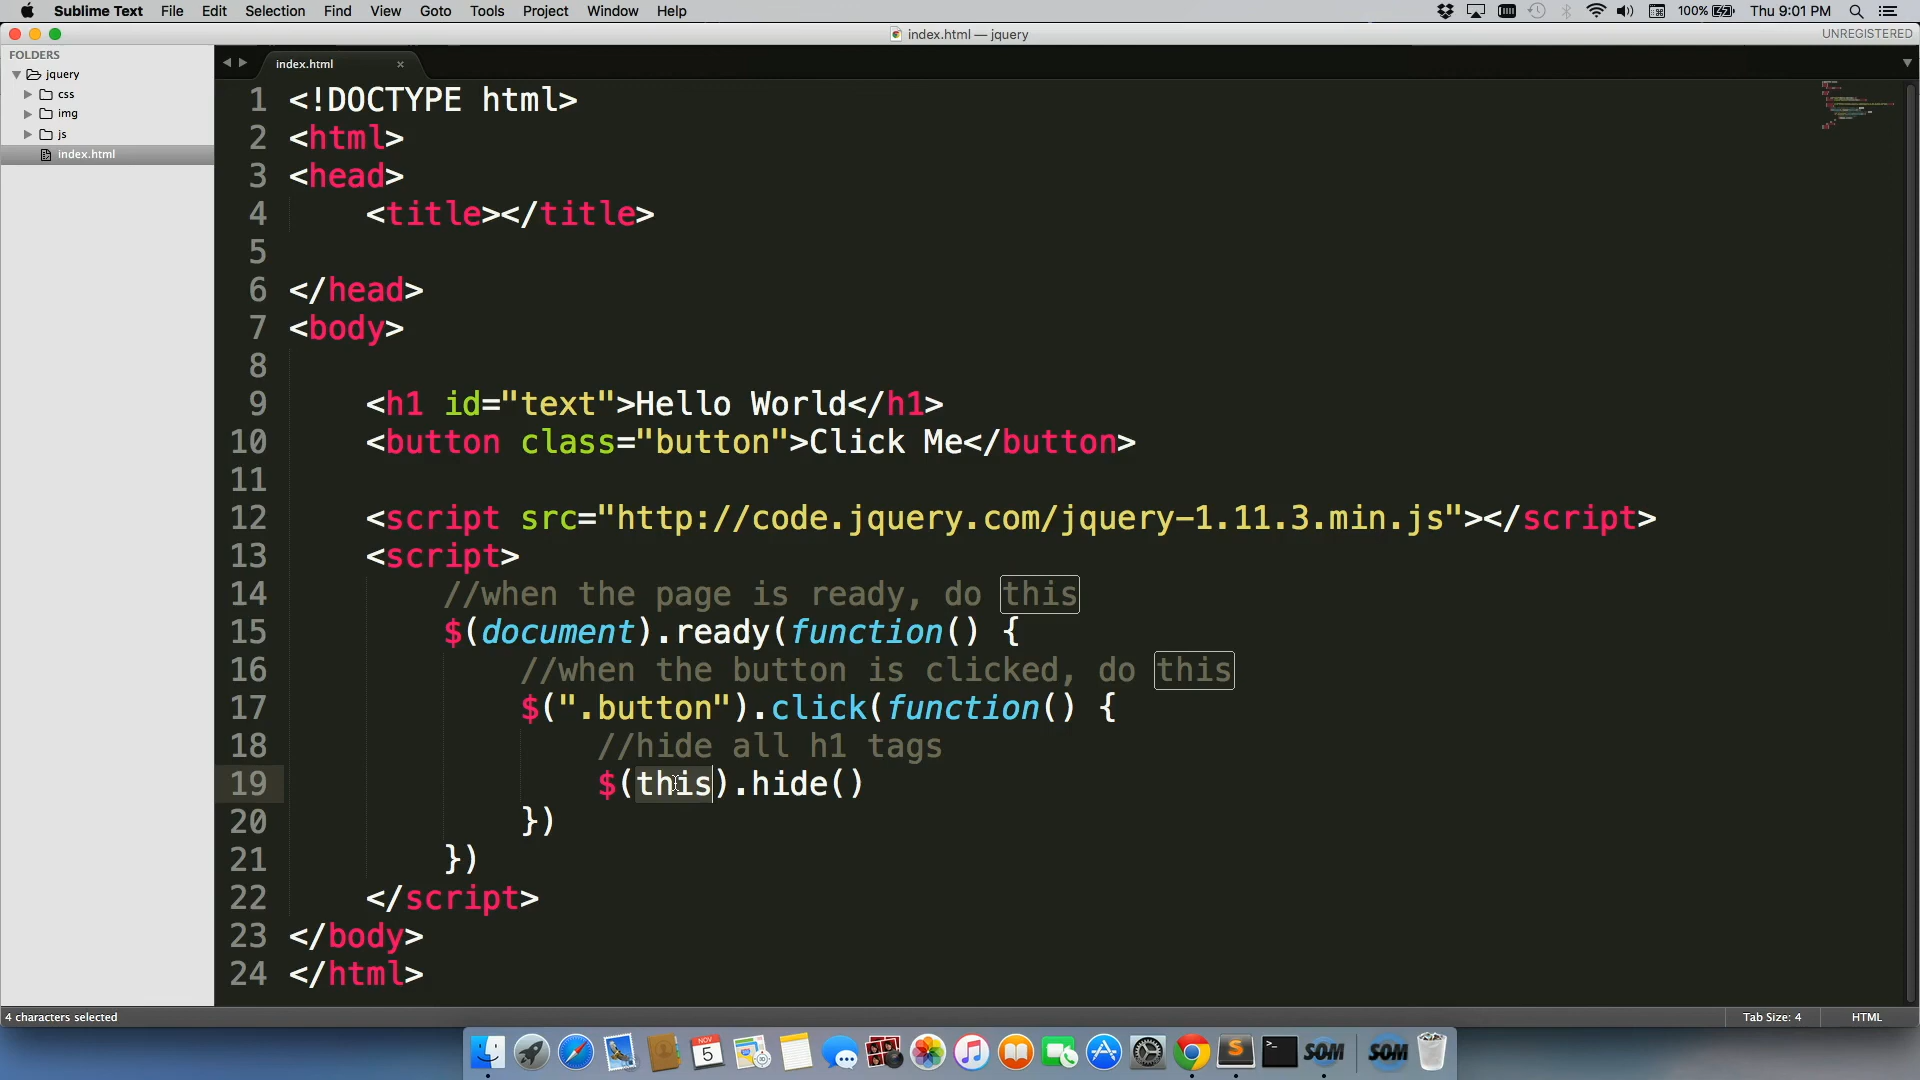 Sublime Text File Edit Selection Find View Goto Tools Project Window Help 100% Thu 9:01 PM
index.html — jquery UNREGISTERED
FOLDERS
jquery
css
img
js
index.html
index.html
1 <!DOCTYPE html>
2 <html>
3 <head>
4 <title></title>
5
6 </head>
7 <body>
8
9 <h1 id="text">Hello World</h1>
10 <button class="button">Click Me</button>
11
12 <script src="http://code.jquery.com/jquery-1.11.3.min.js"></script>
13 <script>
14 //when the page is ready, do this
15 $(document).ready(function() {
16 //when the button is clicked, do this
17 $(".button").click(function() {
18 //hide all h1 tags
19 $(this).hide()
20 })
21 })
22 </script>
23 </body>
24 </html>
4 characters selected Tab Size: 4 HTML
NOV
5
SOM SOM